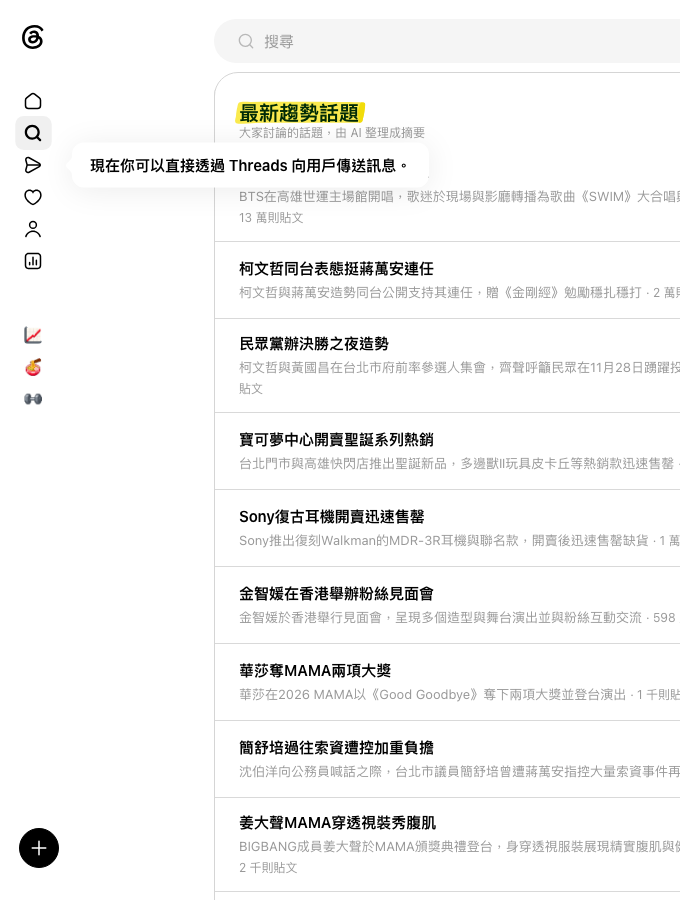 搜尋
最新趨勢話題
大家討論的話題，由 AI 整理成摘要
現在你可以直接透過 Threads 向用戶傳送訊息。
BTS在高雄世運主場館開唱，歌迷於現場與影廳轉播為歌曲《SWIM》大合唱
13 萬則貼文
柯文哲同台表態挺蔣萬安連任
柯文哲與蔣萬安造勢同台公開支持其連任，贈《金剛經》勉勵穩扎穩打 · 2 萬
民眾黨辦決勝之夜造勢
柯文哲與黃國昌在台北市府前率參選人集會，齊聲呼籲民眾在11月28日踴躍
貼文
寶可夢中心開賣聖誕系列熱銷
台北門市與高雄快閃店推出聖誕新品，多邊獸II玩具皮卡丘等熱銷款迅速售罄 ·
Sony復古耳機開賣迅速售罄
Sony推出復刻Walkman的MDR-3R耳機與聯名款，開賣後迅速售罄缺貨 · 1 萬
金智媛在香港舉辦粉絲見面會
金智媛於香港舉行見面會，呈現多個造型與舞台演出並與粉絲互動交流 · 598
華莎奪MAMA兩項大獎
華莎在2026 MAMA以《Good Goodbye》奪下兩項大獎並登台演出 · 1 千則貼
簡舒培過往索資遭控加重負擔
沈伯洋向公務員喊話之際，台北市議員簡舒培曾遭蔣萬安指控大量索資事件再
姜大聲MAMA穿透視裝秀腹肌
BIGBANG成員姜大聲於MAMA頒獎典禮登台，身穿透視服裝展現精實腹肌與
2 千則貼文